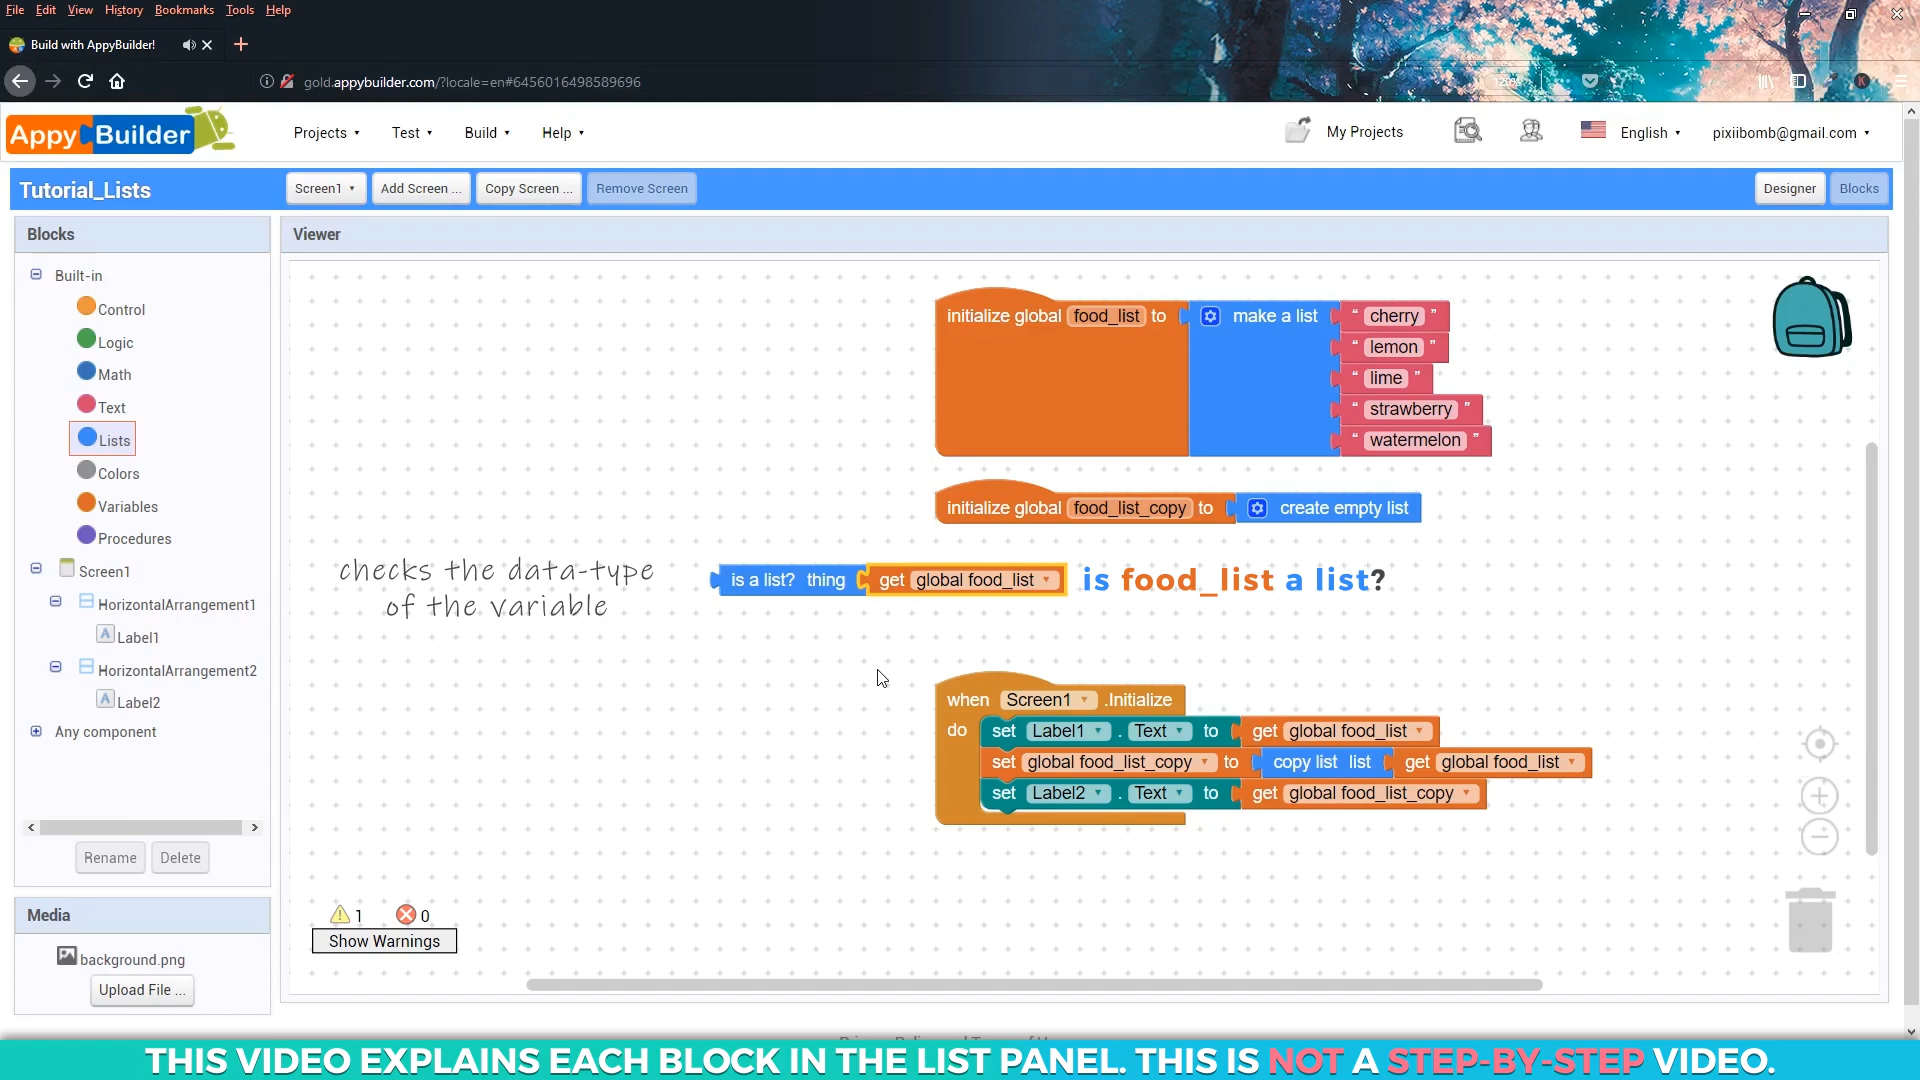 File Edit View History Bookmarks Tools Help
Build with AppyBuilder!
gold.appybuilder.com/?locale=en#6456016498589696
Appy Builder
Projects Test Build Help My Projects English pixiibomb@gmail.com
Tutorial_Lists Screen1 Add Screen ... Copy Screen ... Remove Screen Designer Blocks
Blocks
Viewer
Built-in
Control
Logic
Math
Text
Lists
Colors
Variables
Procedures
Screen1
HorizontalArrangement1
Label1
HorizontalArrangement2
Label2
Any component
Rename Delete
Media
background.png
Upload File ...
initialize global food_list to make a list “ cherry ”
“ lemon ”
“ lime ”
“ strawberry ”
“ watermelon ”
initialize global food_list_copy to create empty list
checks the data-type
of the variable
is a list? thing get global food_list
is food_list a list?
when Screen1 .Initialize
do set Label1 . Text to get global food_list
set global food_list_copy to copy list list get global food_list
set Label2 . Text to get global food_list_copy
1 0
Show Warnings
THIS VIDEO EXPLAINS EACH BLOCK IN THE LIST PANEL. THIS IS NOT A STEP-BY-STEP VIDEO.